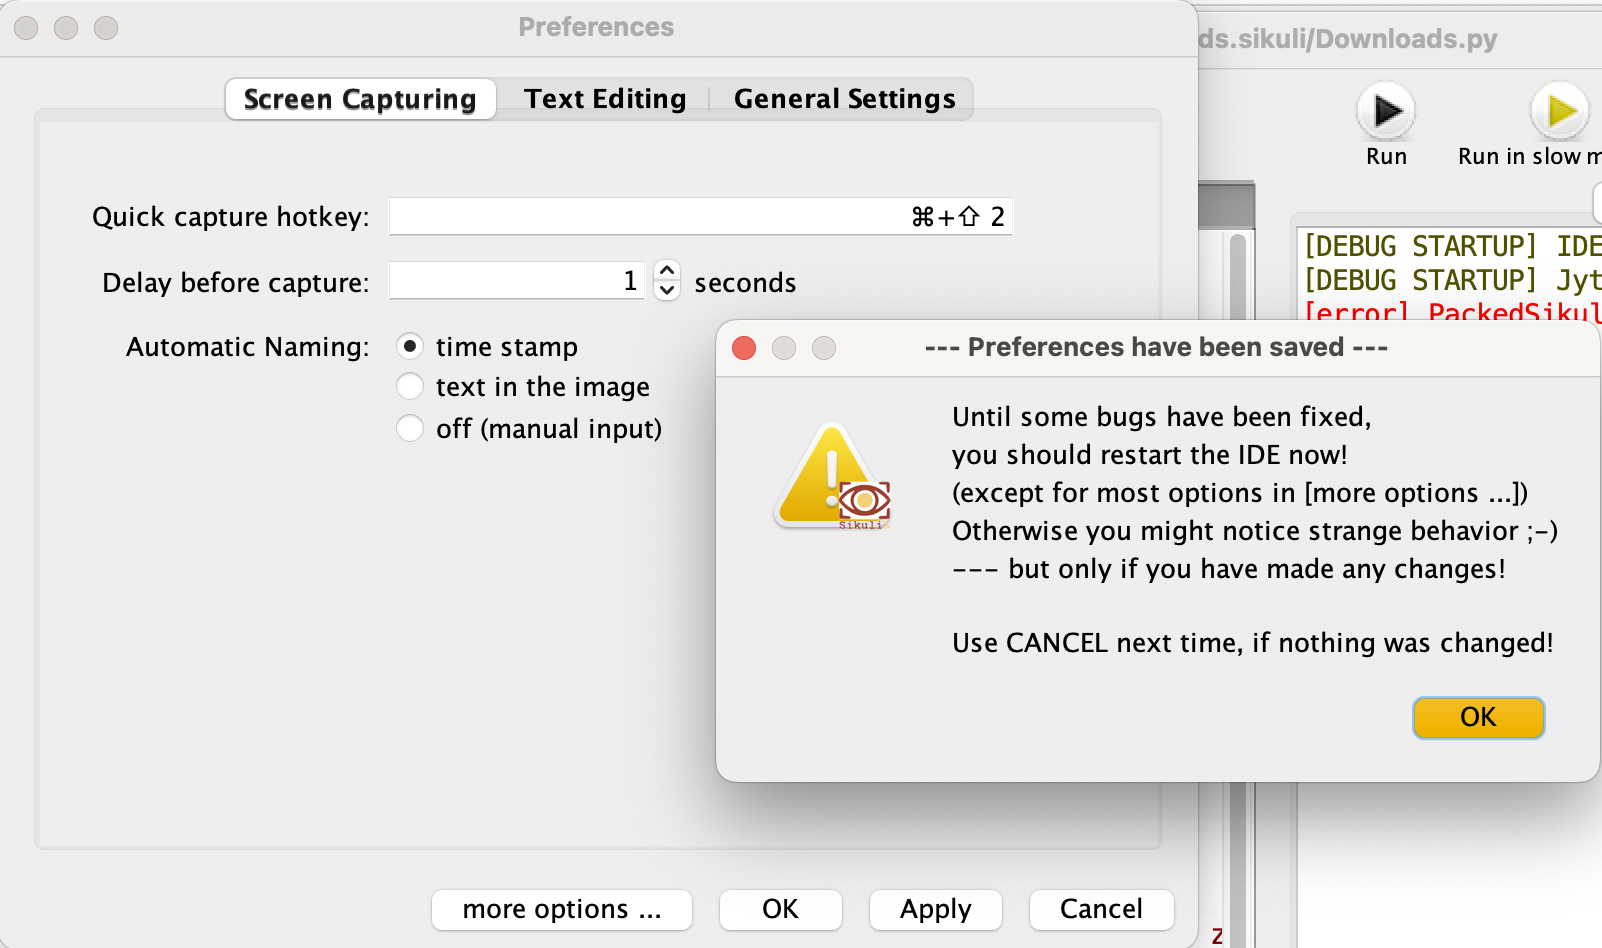 Preferences
ds.sikuli/Downloads.py
Screen Capturing
Text Editing
General Settings
Run
Run in slow m
Quick capture hotkey:
⌘+⇧ 2
Delay before capture:
1
seconds
Automatic Naming:
time stamp
text in the image
off (manual input)
[DEBUG STARTUP] IDE
[DEBUG STARTUP] Jyt
[error] PackedSikul
--- Preferences have been saved ---
Until some bugs have been fixed,
you should restart the IDE now!
(except for most options in [more options ...])
Otherwise you might notice strange behavior ;-)
--- but only if you have made any changes!
Use CANCEL next time, if nothing was changed!
Sikuli
OK
more options ...
OK
Apply
Cancel
z